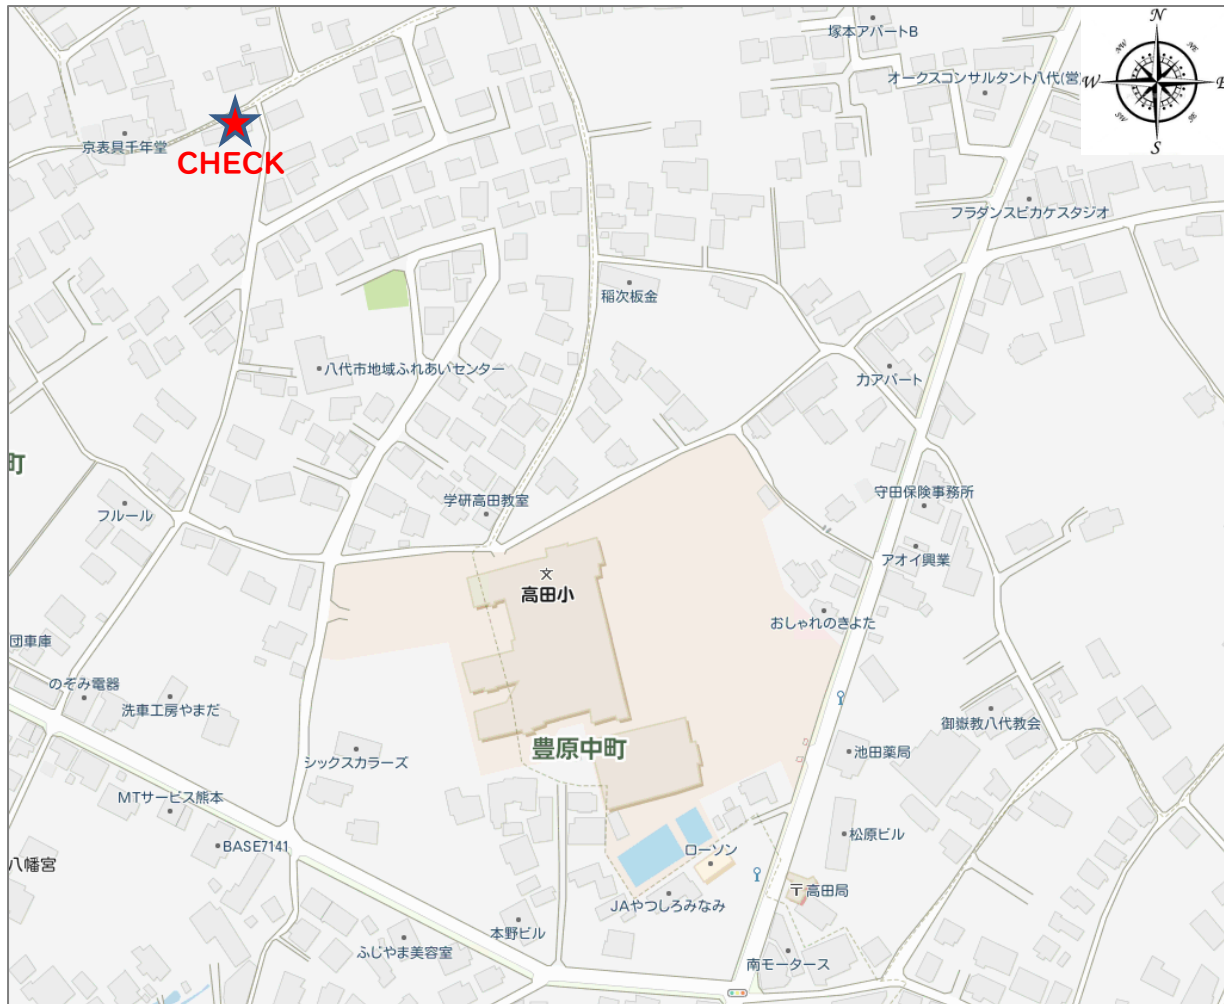 N
塚本アパートB
NW
NE
オークスコンサルタント八代(営)
W
E
SW
SE
S
京表具千年堂
CHECK
フラダンスピカケスタジオ
稲次板金
八代市地域ふれあいセンター
力アパート
町
学研高田教室
守田保険事務所
フルール
アオイ興業
文
高田小
おしゃれのきよた
団車庫
のぞみ電器
洗車工房やまだ
御嶽教八代教会
豊原中町
シックスカラーズ
池田薬局
MTサービス熊本
松原ビル
BASE7141
ローソン
八幡宮
〒高田局
JAやつしろみなみ
本野ビル
ふじやま美容室
南モータース